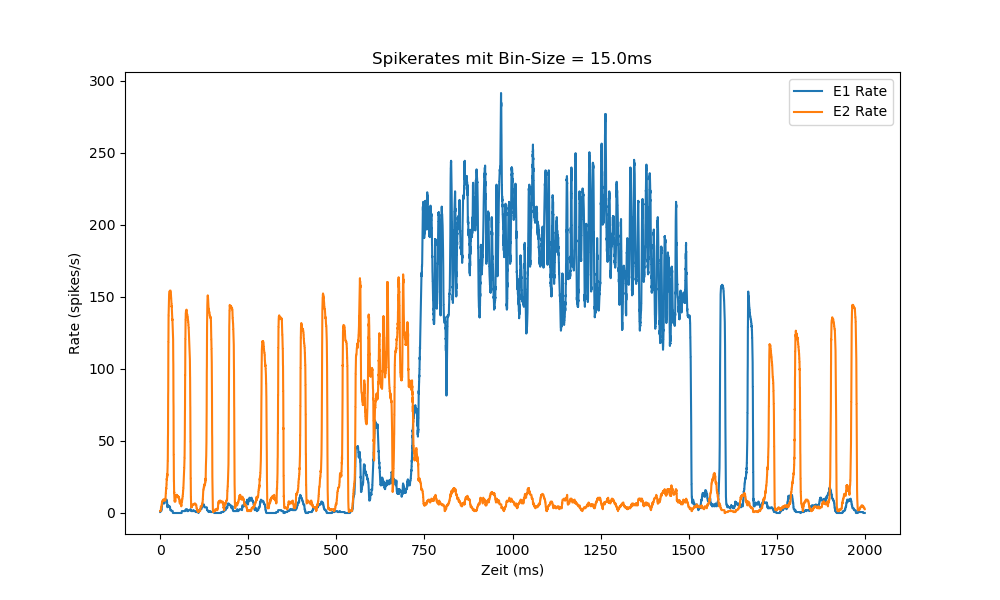 Spikerates mit Bin-Size = 15.0ms
E1 Rate
E2 Rate
Rate (spikes/s)
300
250
200
150
100
50
0
0 250 500 750 1000 1250 1500 1750 2000
Zeit (ms)